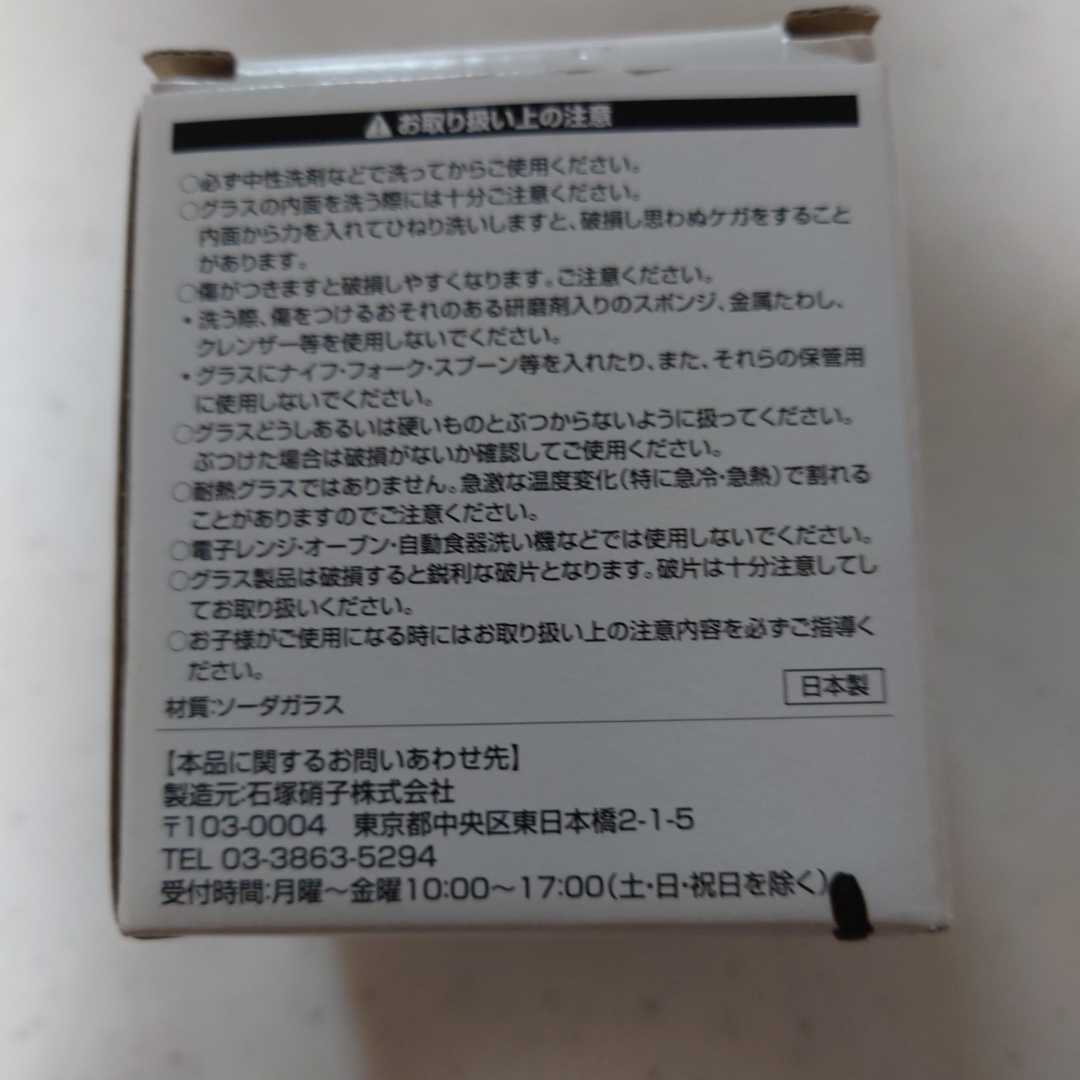 ⚠お取り扱い上の注意
○必ず中性洗剤などで洗ってからご使用ください。
○グラスの内面を洗う際には十分ご注意ください。
内面から力を入れてひねり洗いしますと、破損し思わぬケガをすること
があります。
○傷がつきますと破損しやすくなります。ご注意ください。
・洗う際、傷をつけるおそれのある研磨剤入りのスポンジ、金属たわし、
クレンザー等を使用しないでください。
・グラスにナイフ・フォーク・スプーン等を入れたり、また、それらの保管用
に使用しないでください。
○グラスどうしあるいは硬いものとぶつからないように扱ってください。
ぶつけた場合は破損がないか確認してご使用ください。
○耐熱グラスではありません。急激な温度変化(特に急冷・急熱)で割れる
ことがありますのでご注意ください。
○電子レンジ・オーブン・自動食器洗い機などでは使用しないでください。
○グラス製品は破損すると鋭利な破片となります。破片は十分注意してし
てお取り扱いください。
○お子様がご使用になる時にはお取り扱い上の注意内容を必ずご指導く
ださい。
材質:ソーダガラス
日本製
【本品に関するお問いあわせ先】
製造元:石塚硝子株式会社
〒103-0004 東京都中央区東日本橋2-1-5
TEL 03-3863-5294
受付時間:月曜～金曜10:00～17:00(土・日・祝日を除く)